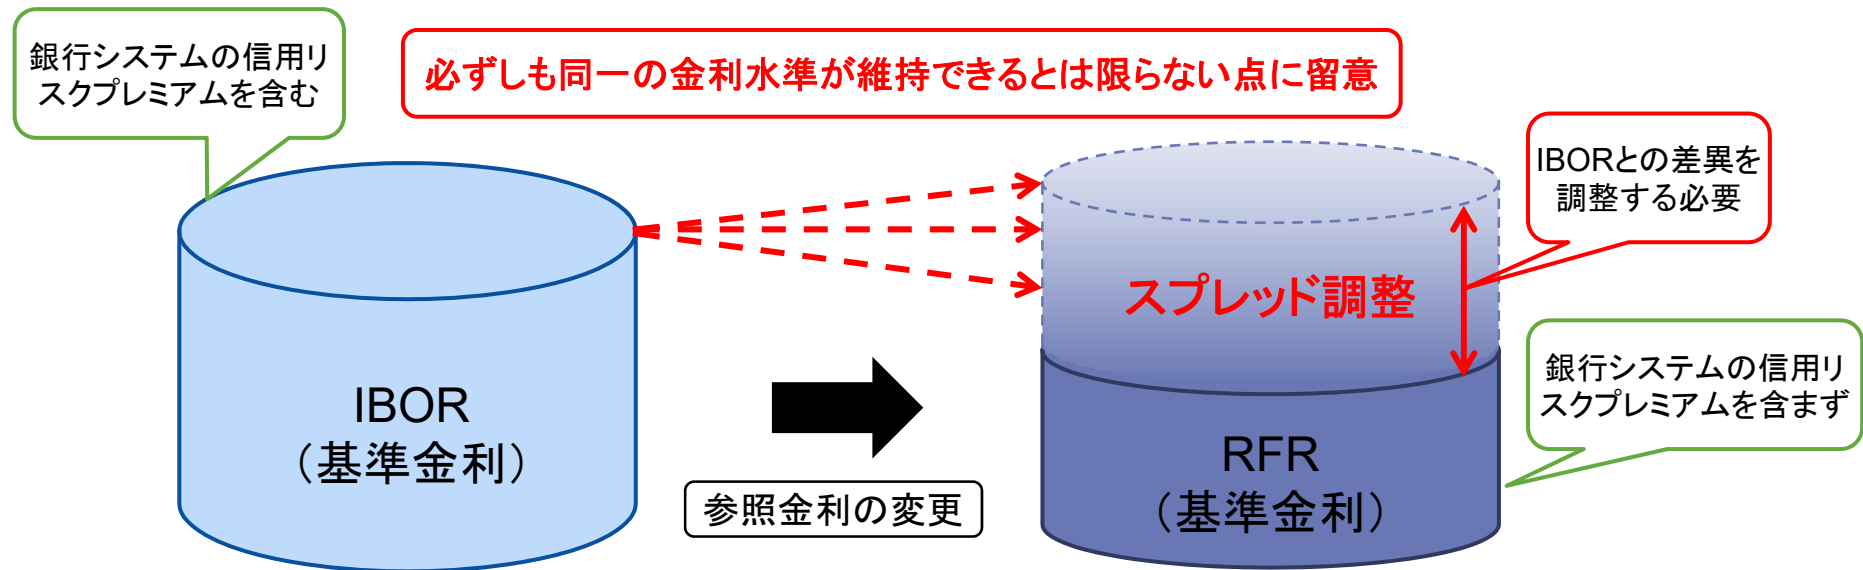 銀行システムの信用リ
スクプレミアムを含む
必ずしも同一の金利水準が維持できるとは限らない点に留意
IBORとの差異を
調整する必要
スプレッド調整
銀行システムの信用リ
スクプレミアムを含まず
IBOR
（基準金利）
参照金利の変更
RFR
（基準金利）